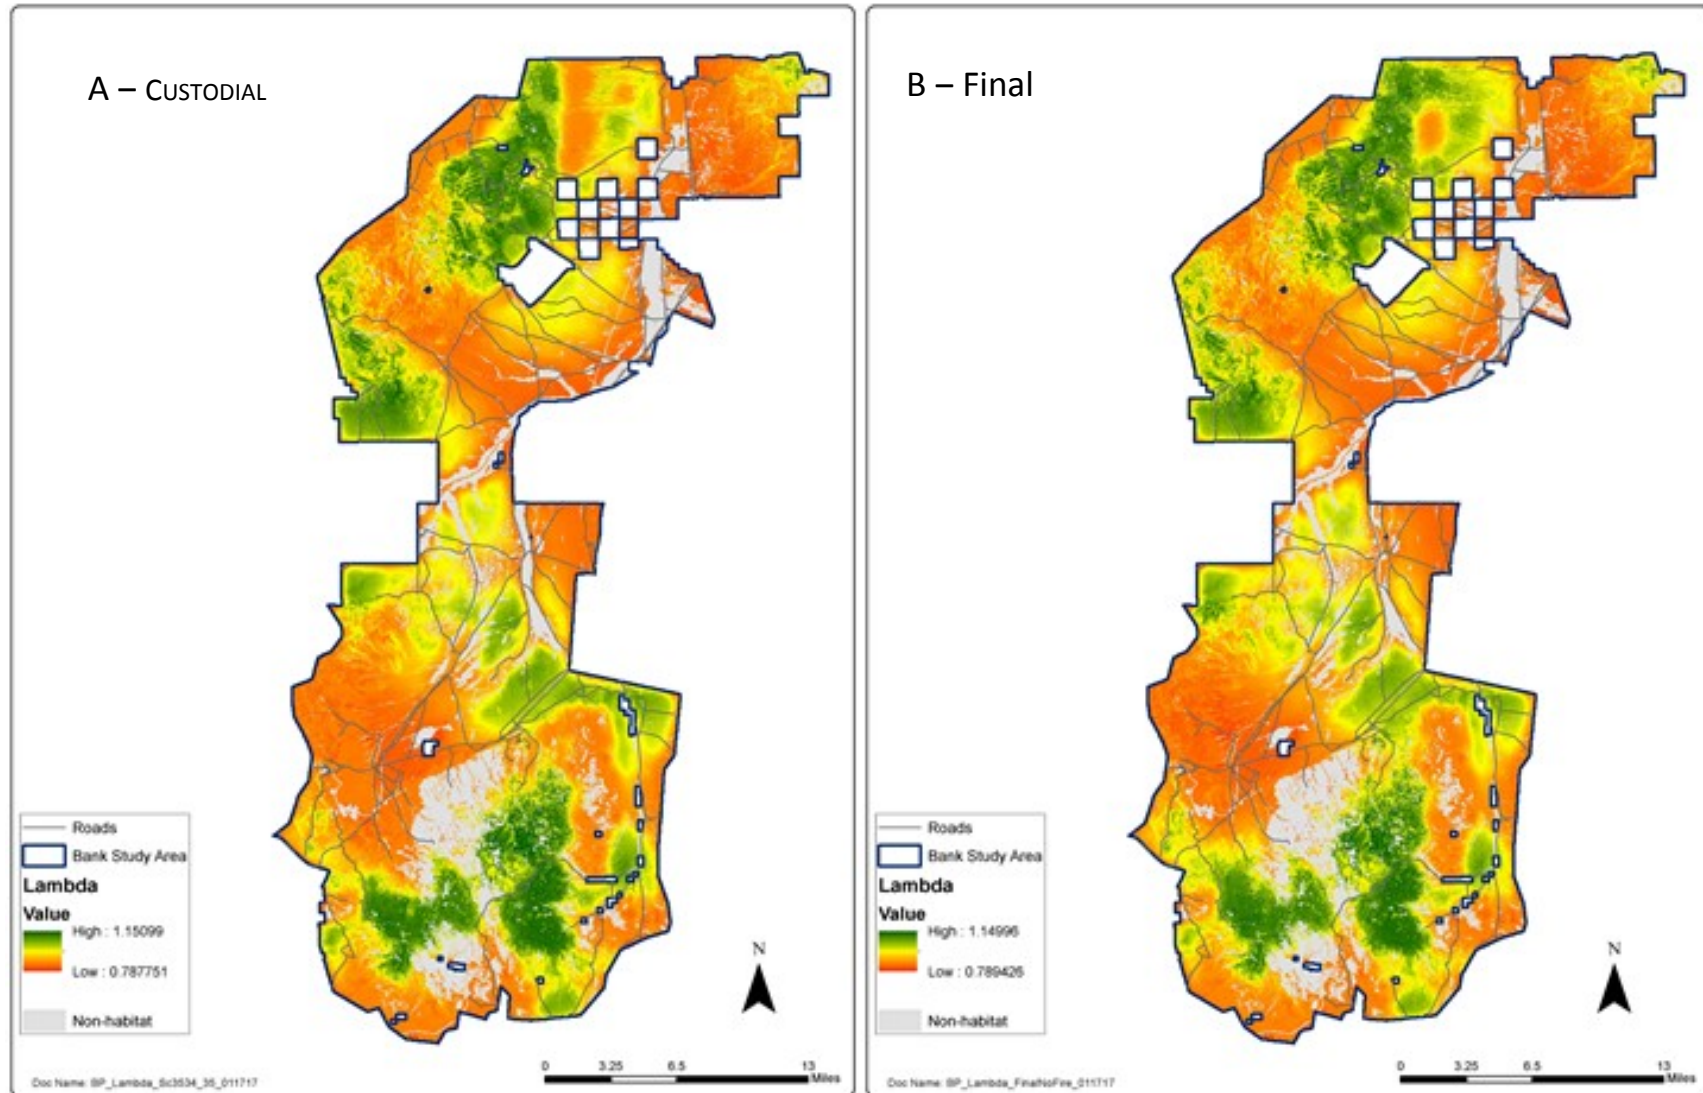 A – CUSTODIAL
Roads
Bank Study Area
Lambda
Value
High : 1.15099
Low : 0.787751
Non-habitat
N
0 3.25 6.5 13
Miles
Doc Name: BP_Lambda_Sc3534_35_011717
B – Final
Roads
Bank Study Area
Lambda
Value
High : 1.14996
Low : 0.789426
Non-habitat
N
0 3.25 6.5 13
Miles
Doc Name: BP_Lambda_FinalNoFire_011717